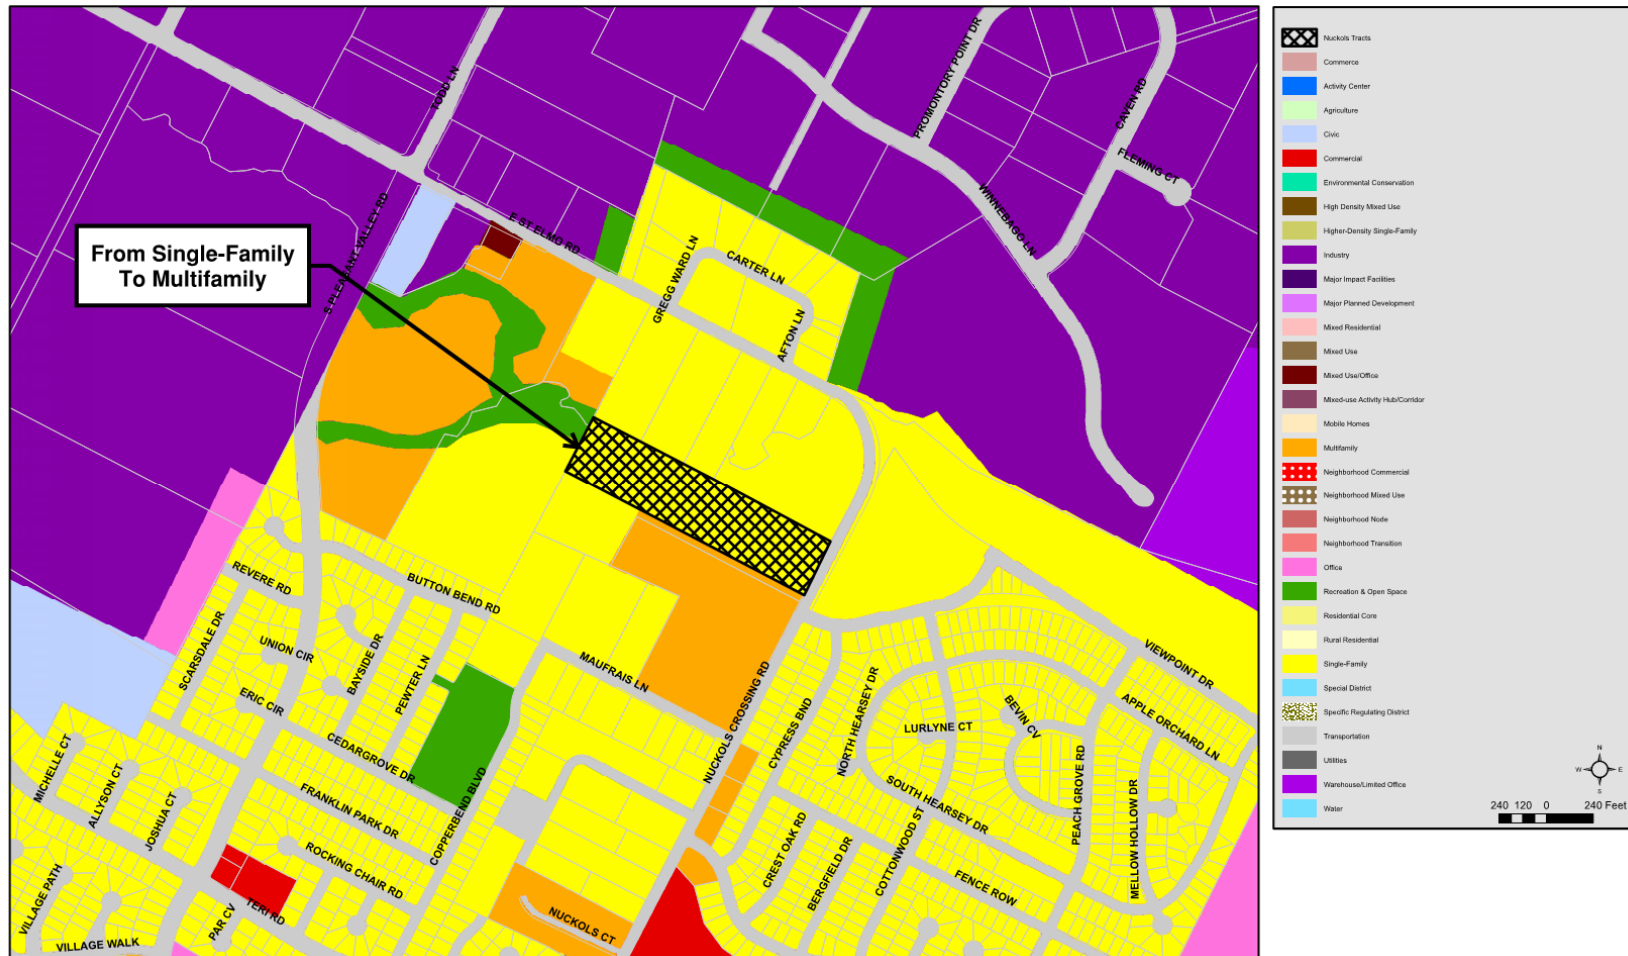 TODD LN
PROMONTORY POINT DR
CAVEN RD
FLEMING CT
WINNEBAGO LN
S PLEASANT VALLEY RD
E ST ELMO RD
From Single-Family
To Multifamily
GREGG WARD LN
CARTER LN
AFTON LN
REVERE RD
BUTTON BEND RD
SCARSDALE DR
UNION CIR
BAYSIDE DR
PEWTER LN
MAUFRAIS LN
ERIC CIR
CEDARGROVE DR
NUCKOLS CROSSING RD
CYPRESS BND
NORTH HEARSEY DR
LURLYNE CT
BEVIN CV
VIEWPOINT DR
APPLE ORCHARD LN
MICHELLE CT
ALLYSON CT
JOSHUA CT
FRANKLIN PARK DR
COPPERBEND BLVD
SOUTH HEARSEY DR
PEACH GROVE RD
MELLOW HOLLOW DR
ROCKING CHAIR RD
CREST OAK RD
BERGFIELD DR
COTTONWOOD ST
FENCE ROW
VILLAGE PATH
PAR CV
TERI RD
NUCKOLS CT
VILLAGE WALK
Nuckols Tracts
Commerce
Activity Center
Agriculture
Civic
Commercial
Environmental Conservation
High Density Mixed Use
Higher-Density Single-Family
Industry
Major Impact Facilities
Major Planned Development
Mixed Residential
Mixed Use
Mixed Use/Office
Mixed-use Activity Hub/Corridor
Mobile Homes
Multifamily
Neighborhood Commercial
Neighborhood Mixed Use
Neighborhood Node
Neighborhood Transition
Office
Recreation & Open Space
Residential Core
Rural Residential
Single-Family
Special District
Specific Regulating District
Transportation
Utilities
Warehouse/Limited Office
Water
N
W E
S
240 120 0 240 Feet